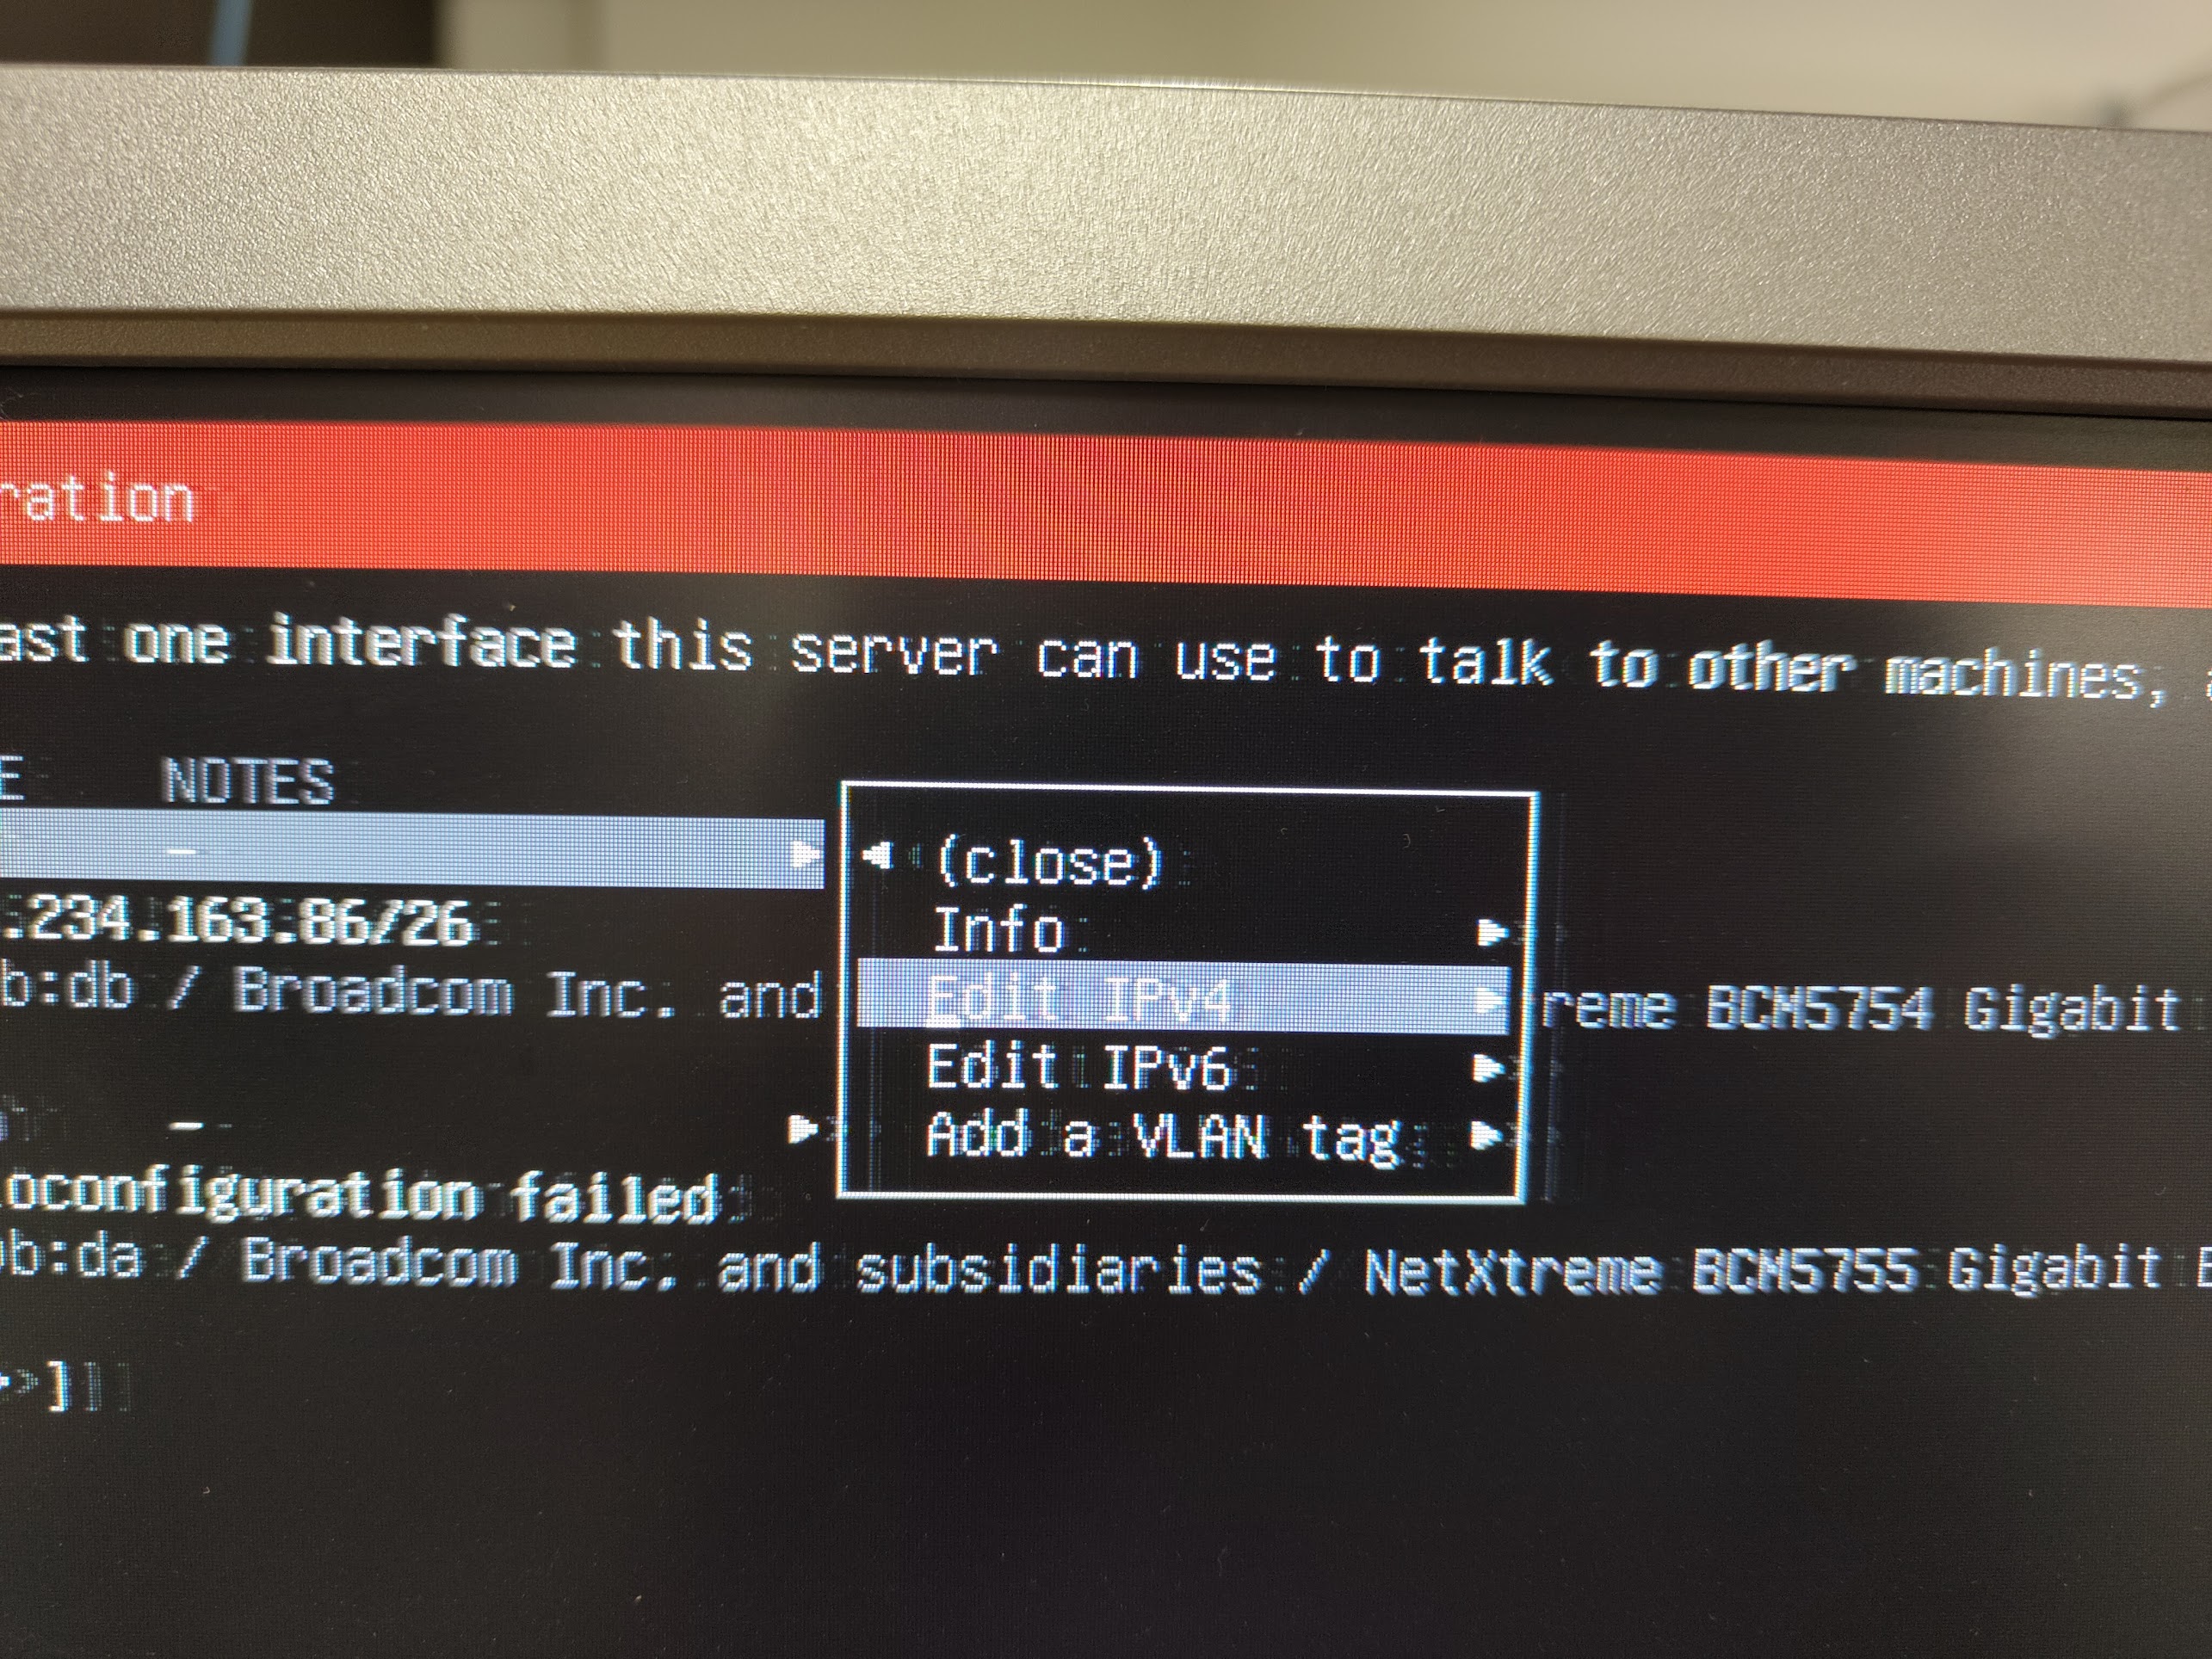 ration
ast one interface this server can use to talk to other machines,
E NOTES
–
(close)
.234.163.86/26
Info
b:db / Broadcom Inc. and
Edit IPv4
reme BCM5754 Gigabit
Edit IPv6
–
Add a VLAN tag
oconfiguration failed
b:da / Broadcom Inc. and subsidiaries / NetXtreme BCM5755 Gigabit E
]